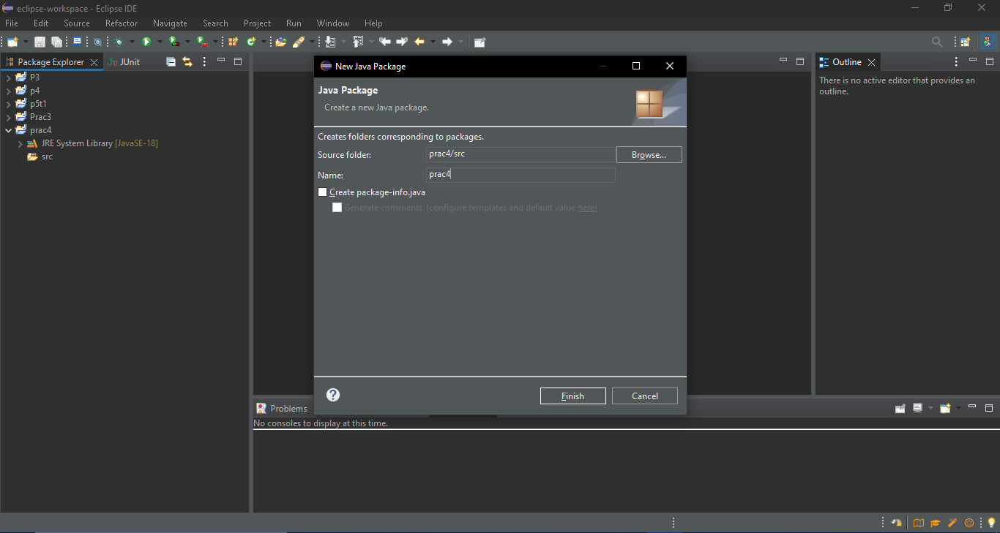 eclipse-workspace - Eclipse IDE
File Edit Source Refactor Navigate Search Project Run Window Help
Package Explorer
Ju JUnit
P3
p4
p5t1
Prac3
prac4
JRE System Library [JavaSE-18]
src
New Java Package
Java Package
Create a new Java package.
Creates folders corresponding to packages.
Source folder: prac4/src Browse...
Name: prac4
Create package-info.java
Generate comments (configure templates and default value here)
? Finish Cancel
Outline
There is no active editor that provides an
outline.
Problems
No consoles to display at this time.